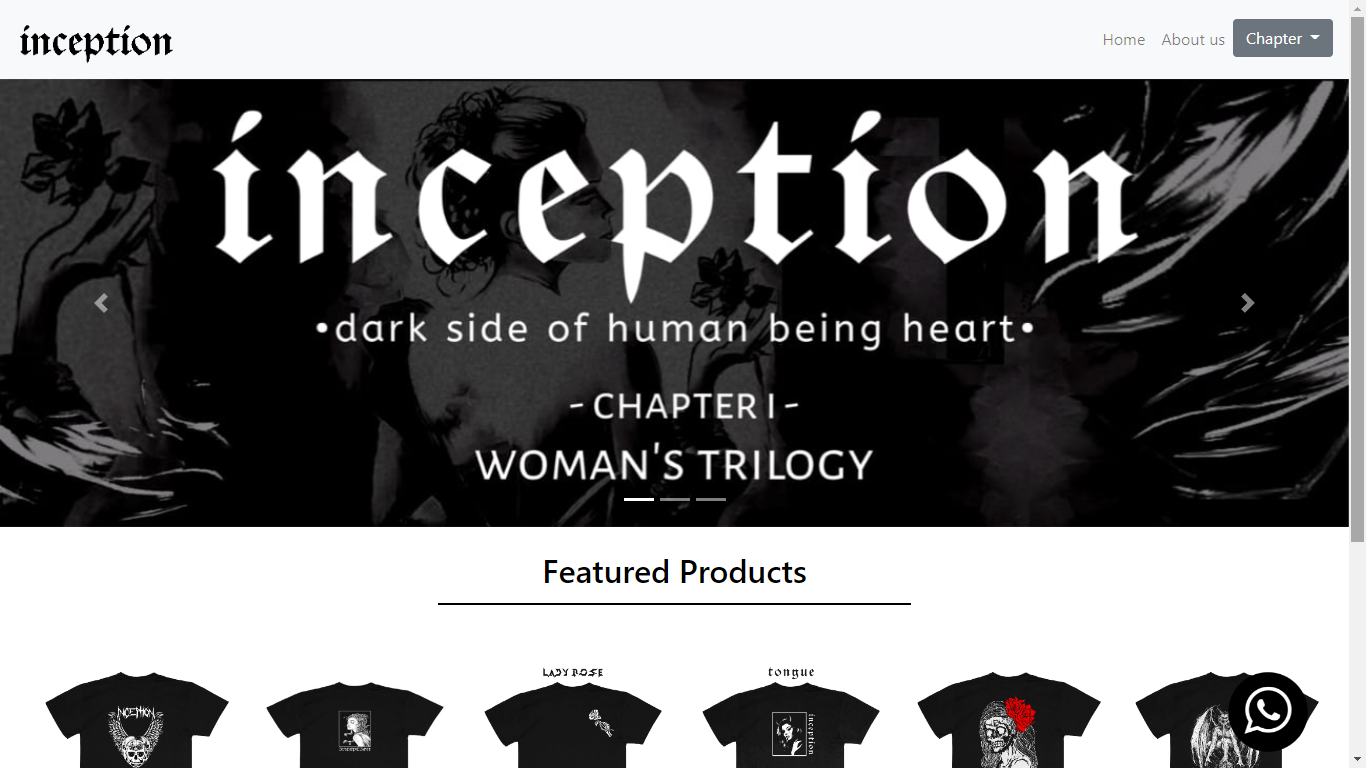 inception
Home About us Chapter
inception
•dark side of human being heart•
- CHAPTER I -
WOMAN'S TRILOGY
Featured Products
LADY ROSE
tongue
INCEPTION
inception